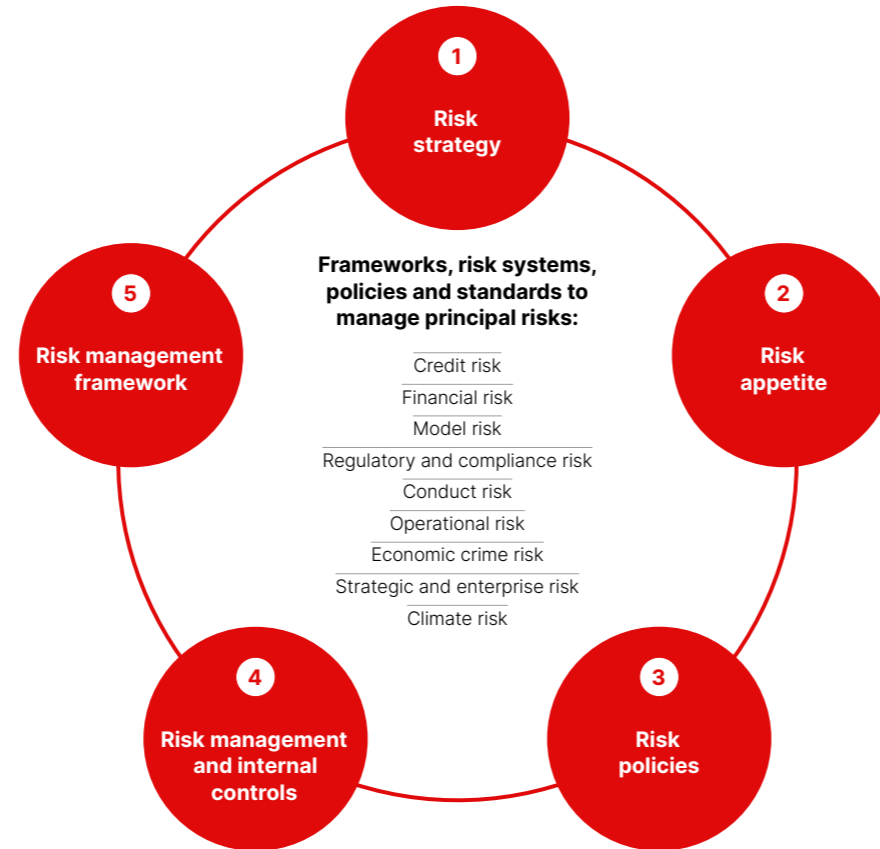 1
Risk
strategy
2
Risk
appetite
3
Risk
policies
4
Risk management
and internal
controls
5
Risk management
framework
Frameworks, risk systems,
policies and standards to
manage principal risks:
Credit risk
Financial risk
Model risk
Regulatory and compliance risk
Conduct risk
Operational risk
Economic crime risk
Strategic and enterprise risk
Climate risk